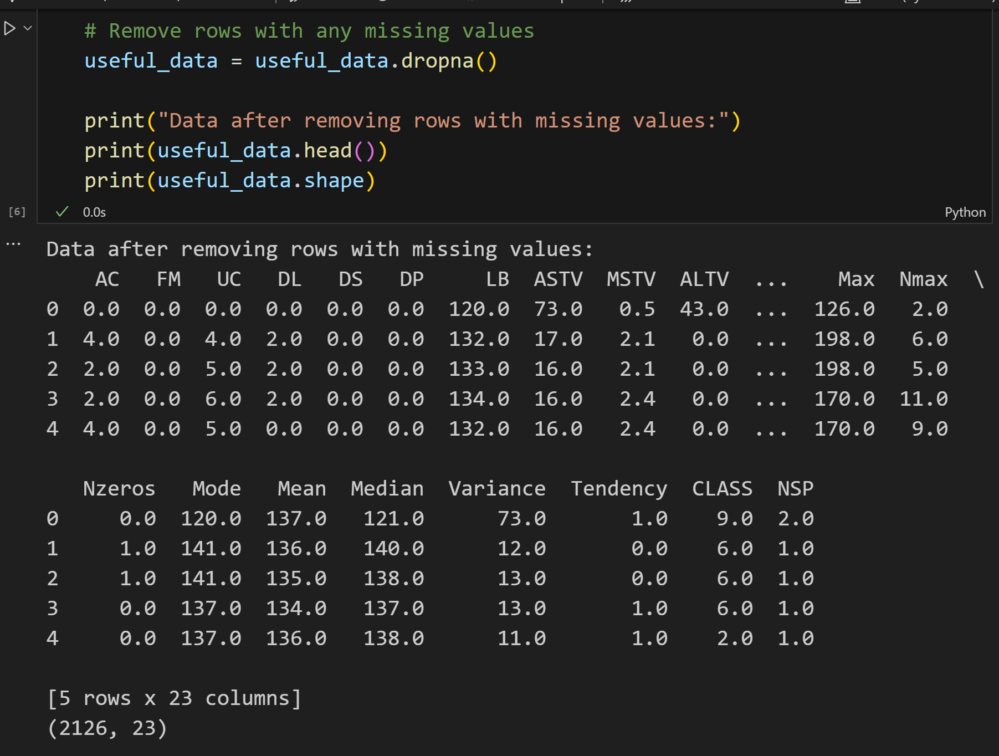 # Remove rows with any missing values
useful_data = useful_data.dropna()
print("Data after removing rows with missing values:")
print(useful_data.head())
print(useful_data.shape)
[6] 0.0s Python
... Data after removing rows with missing values:
AC FM UC DL DS DP LB ASTV MSTV ALTV ... Max Nmax \
0 0.0 0.0 0.0 0.0 0.0 0.0 120.0 73.0 0.5 43.0 ... 126.0 2.0
1 4.0 0.0 4.0 2.0 0.0 0.0 132.0 17.0 2.1 0.0 ... 198.0 6.0
2 2.0 0.0 5.0 2.0 0.0 0.0 133.0 16.0 2.1 0.0 ... 198.0 5.0
3 2.0 0.0 6.0 2.0 0.0 0.0 134.0 16.0 2.4 0.0 ... 170.0 11.0
4 4.0 0.0 5.0 0.0 0.0 0.0 132.0 16.0 2.4 0.0 ... 170.0 9.0
Nzeros Mode Mean Median Variance Tendency CLASS NSP
0 0.0 120.0 137.0 121.0 73.0 1.0 9.0 2.0
1 1.0 141.0 136.0 140.0 12.0 0.0 6.0 1.0
2 1.0 141.0 135.0 138.0 13.0 0.0 6.0 1.0
3 0.0 137.0 134.0 137.0 13.0 1.0 6.0 1.0
4 0.0 137.0 136.0 138.0 11.0 1.0 2.0 1.0
[5 rows x 23 columns]
(2126, 23)